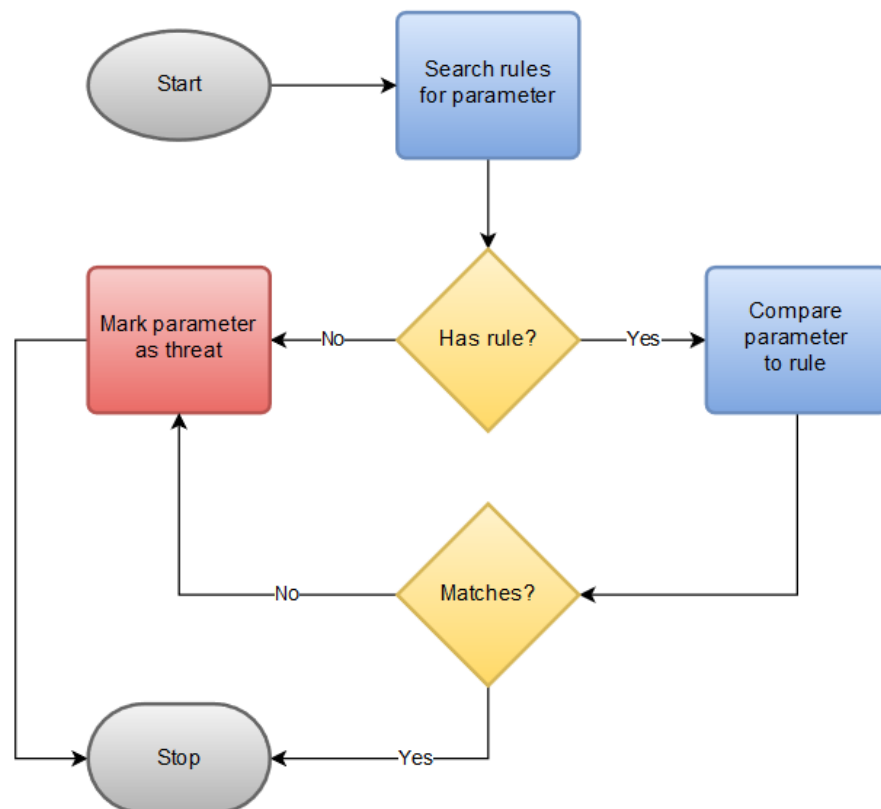 Start
Search rules
for parameter
Mark parameter
as threat
No
Has rule?
Yes
Compare
parameter
to rule
No
Matches?
Stop
Yes